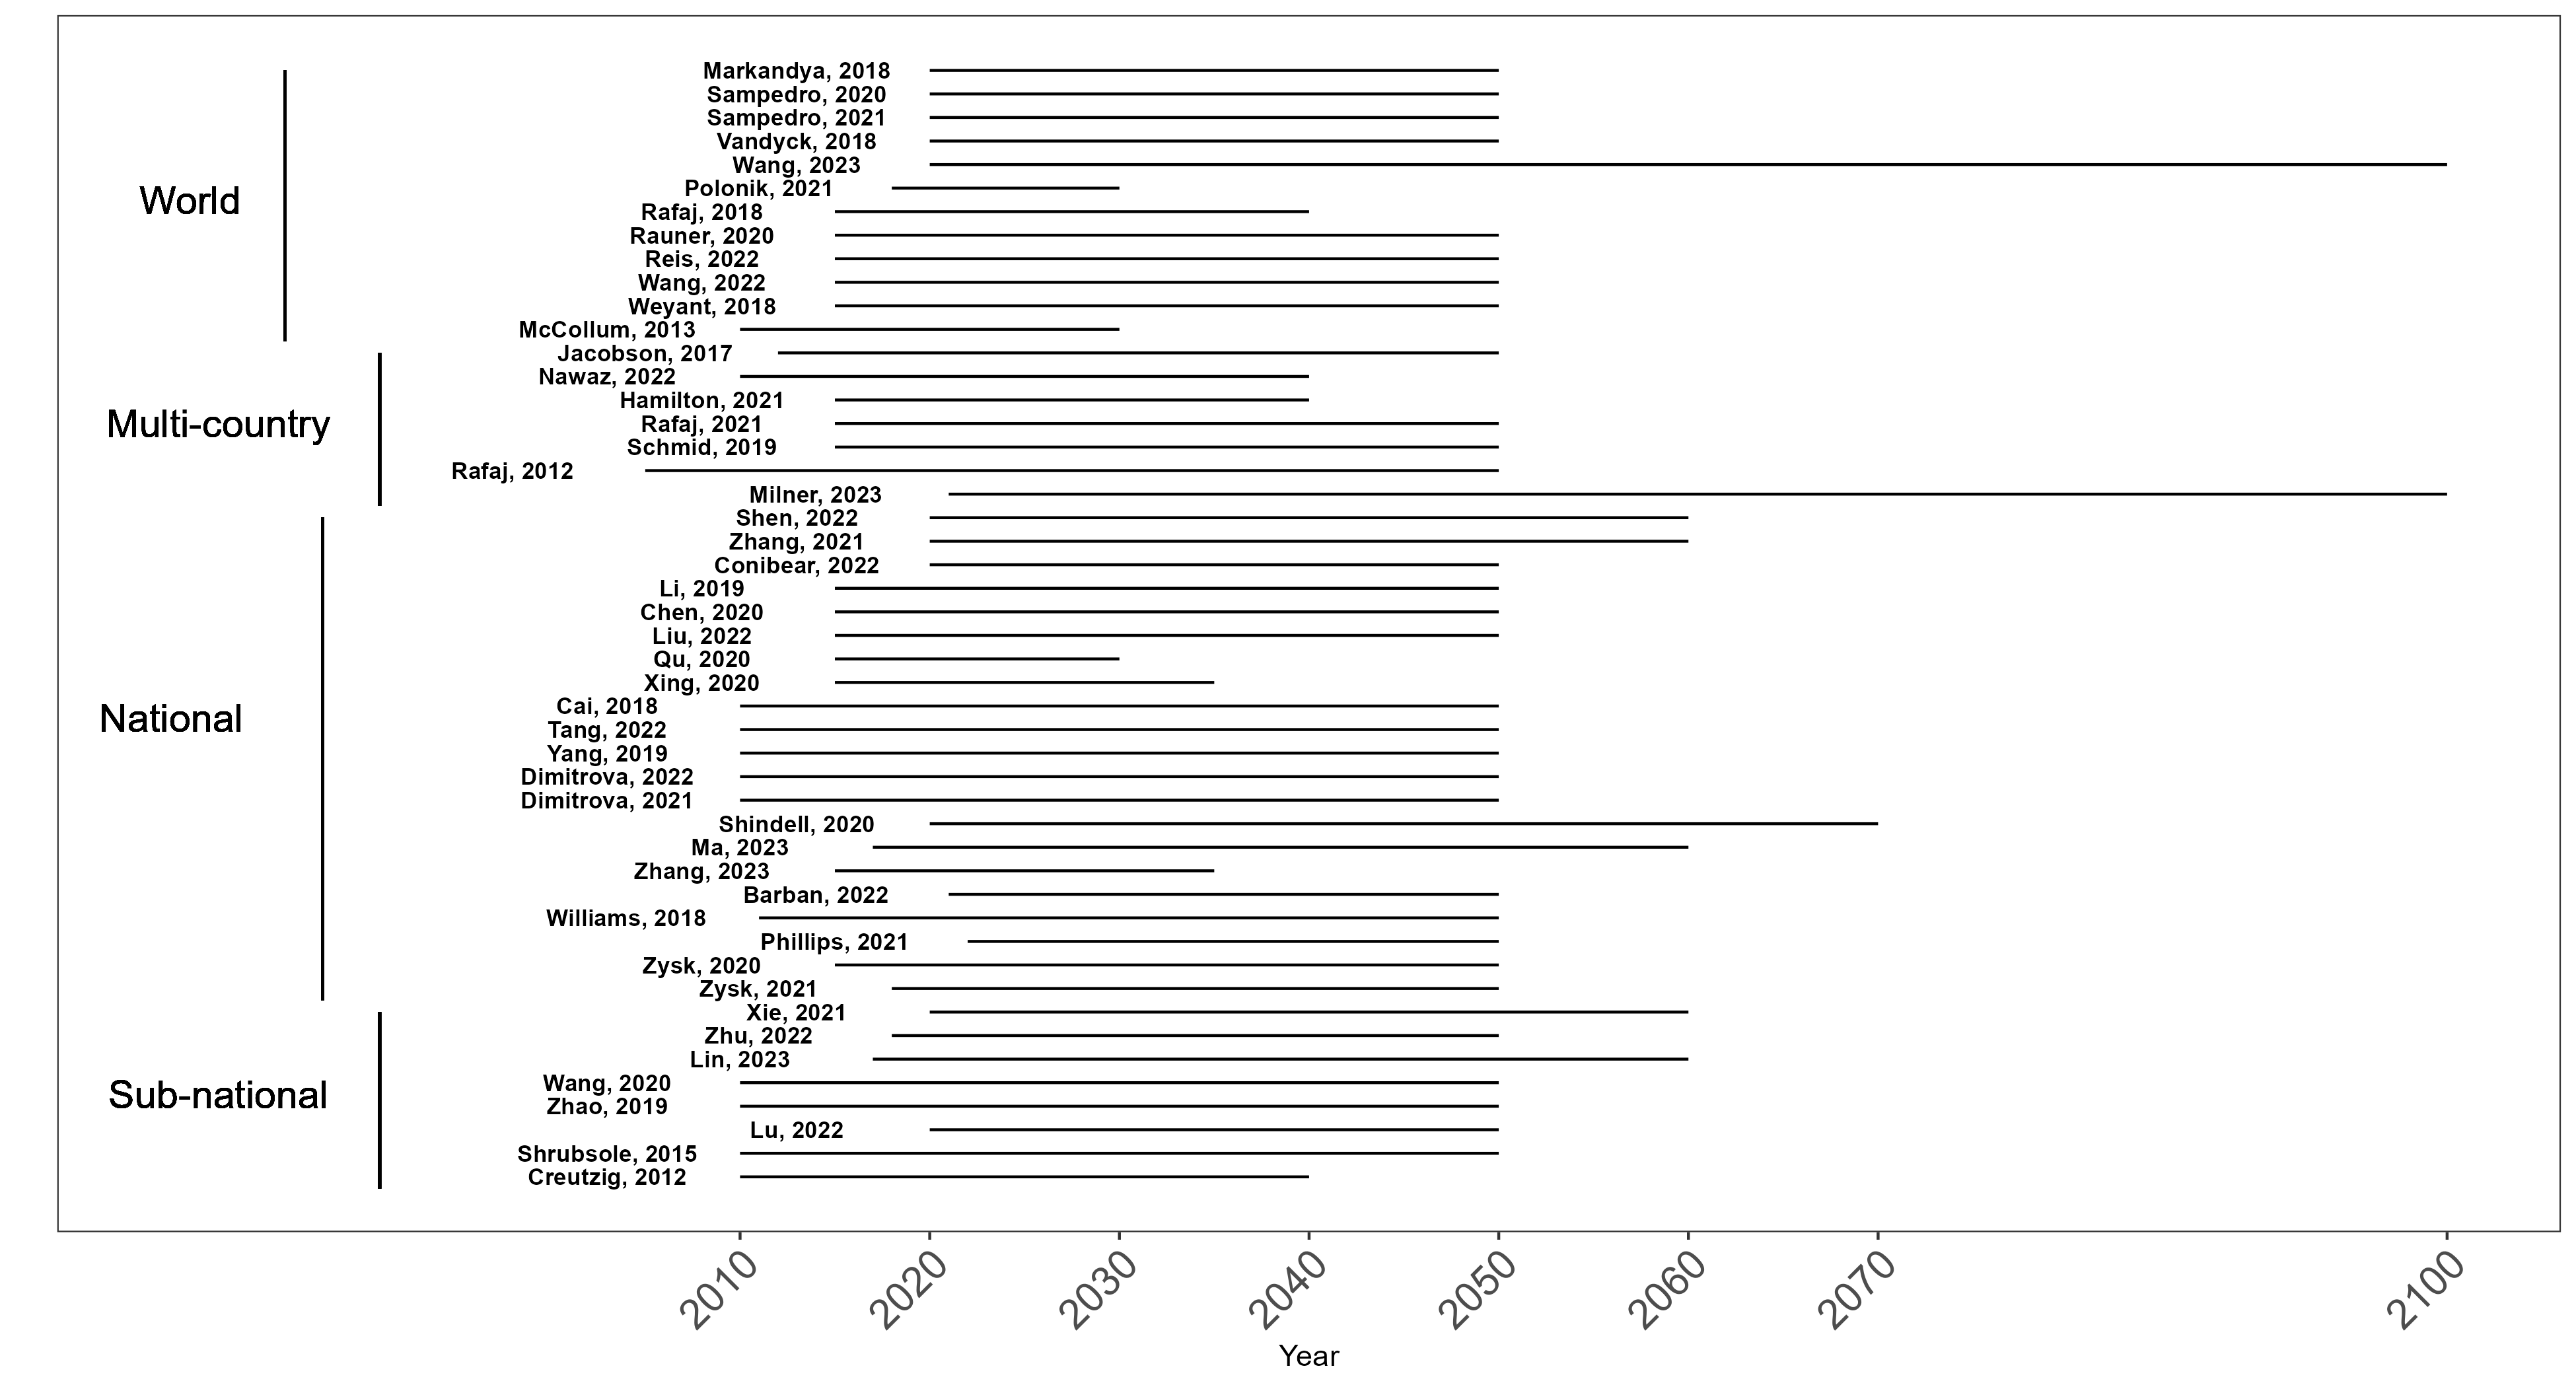 World
Markandya, 2018
Sampedro, 2020
Sampedro, 2021
Vandyck, 2018
Wang, 2023
Polonik, 2021
Rafaj, 2018
Rauner, 2020
Reis, 2022
Wang, 2022
Weyant, 2018
McCollum, 2013
Multi-country
Jacobson, 2017
Nawaz, 2022
Hamilton, 2021
Rafaj, 2021
Schmid, 2019
Rafaj, 2012
Milner, 2023
National
Shen, 2022
Zhang, 2021
Conibear, 2022
Li, 2019
Chen, 2020
Liu, 2022
Qu, 2020
Xing, 2020
Cai, 2018
Tang, 2022
Yang, 2019
Dimitrova, 2022
Dimitrova, 2021
Shindell, 2020
Ma, 2023
Zhang, 2023
Barban, 2022
Williams, 2018
Phillips, 2021
Zysk, 2020
Zysk, 2021
Sub-national
Xie, 2021
Zhu, 2022
Lin, 2023
Wang, 2020
Zhao, 2019
Lu, 2022
Shrubsole, 2015
Creutzig, 2012
2010 2020 2030 2040 2050 2060 2070 2100
Year